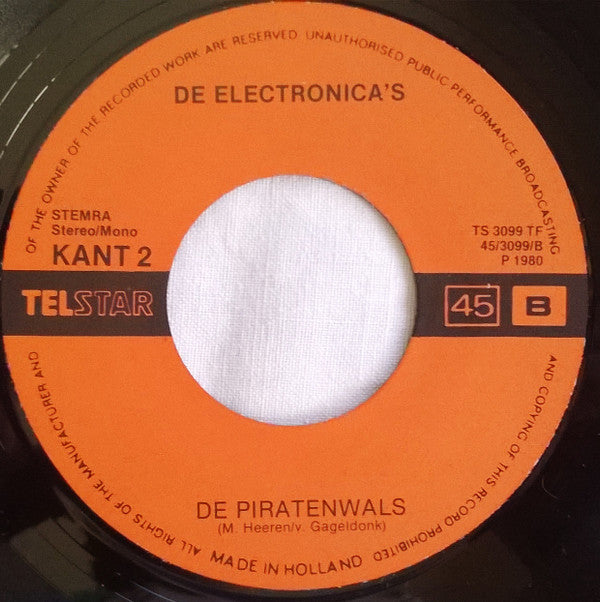 ALL RIGHTS OF THE MANUFACTURER AND OF THE OWNER OF THE RECORDED WORK ARE RESERVED UNAUTHORISED PUBLIC PERFORMANCE BROADCASTING AND COPYING OF THIS RECORD PROHIBITED
DE ELECTRONICA'S
STEMRA
Stereo/Mono
KANT 2
TS 3099 TF
45/3099/B
P 1980
TELSTAR
45 B
DE PIRATENWALS
(M. Heeren/v. Gageldonk)
MADE IN HOLLAND